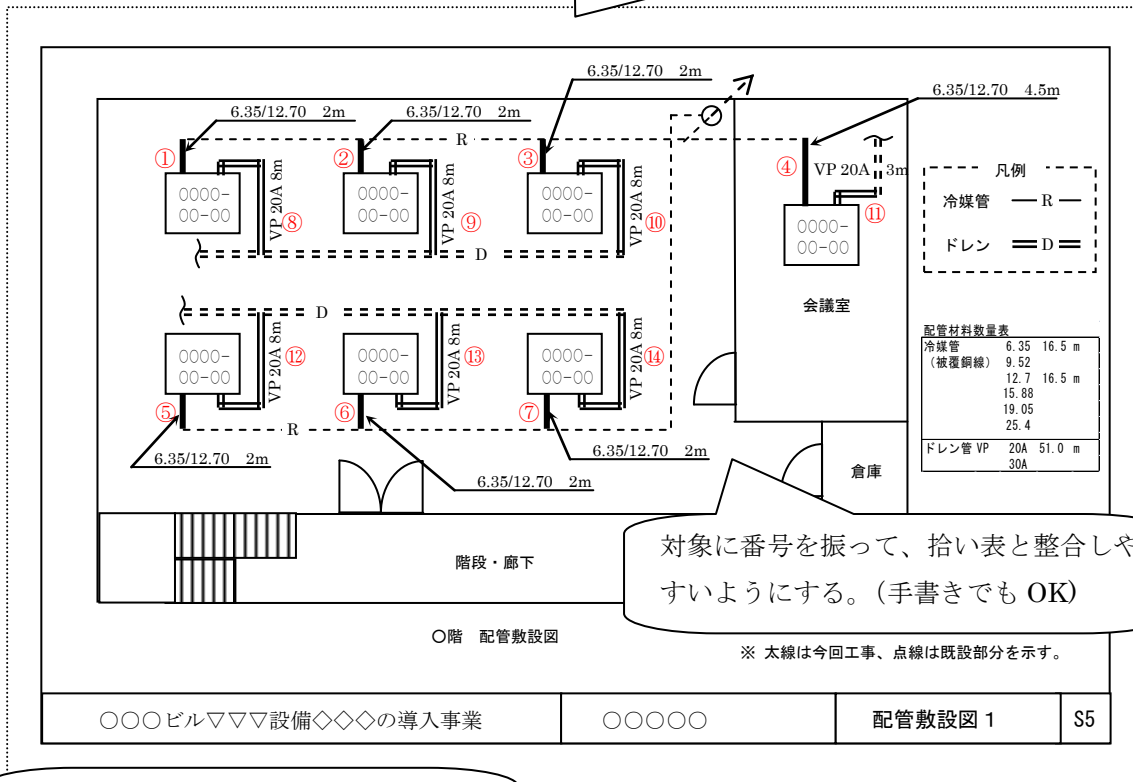 6.35/12.70 2m
6.35/12.70 4.5m
6.35/12.70 2m
6.35/12.70 2m
R
① ② ③ ④
VP 20A 3m
0000-
00-00
VP 20A 8m
⑧
0000-
00-00
VP 20A 8m
⑨
0000-
00-00
VP 20A 8m
⑩
0000-
00-00
⑪
会議室
D
凡例
冷媒管 R
ドレン D
D
0000-
00-00
VP 20A 8m
⑫
0000-
00-00
VP 20A 8m
⑬
0000-
00-00
VP 20A 8m
⑭
⑤ ⑥ ⑦
R
6.35/12.70 2m
6.35/12.70 2m
6.35/12.70 2m
配管材料数量表
冷媒管 6.35 16.5 m
(被覆銅線) 9.52
12.7 16.5 m
15.88
19.05
25.4
ドレン管 VP 20A 51.0 m
30A
倉庫
階段・廊下
対象に番号を振って、拾い表と整合しや
すいようにする。(手書きでも OK)
〇階 配管敷設図
※ 太線は今回工事、点線は既設部分を示す。
○○○ビル▽▽▽設備◇◇◇の導入事業
○○○○○
配管敷設図1
S5